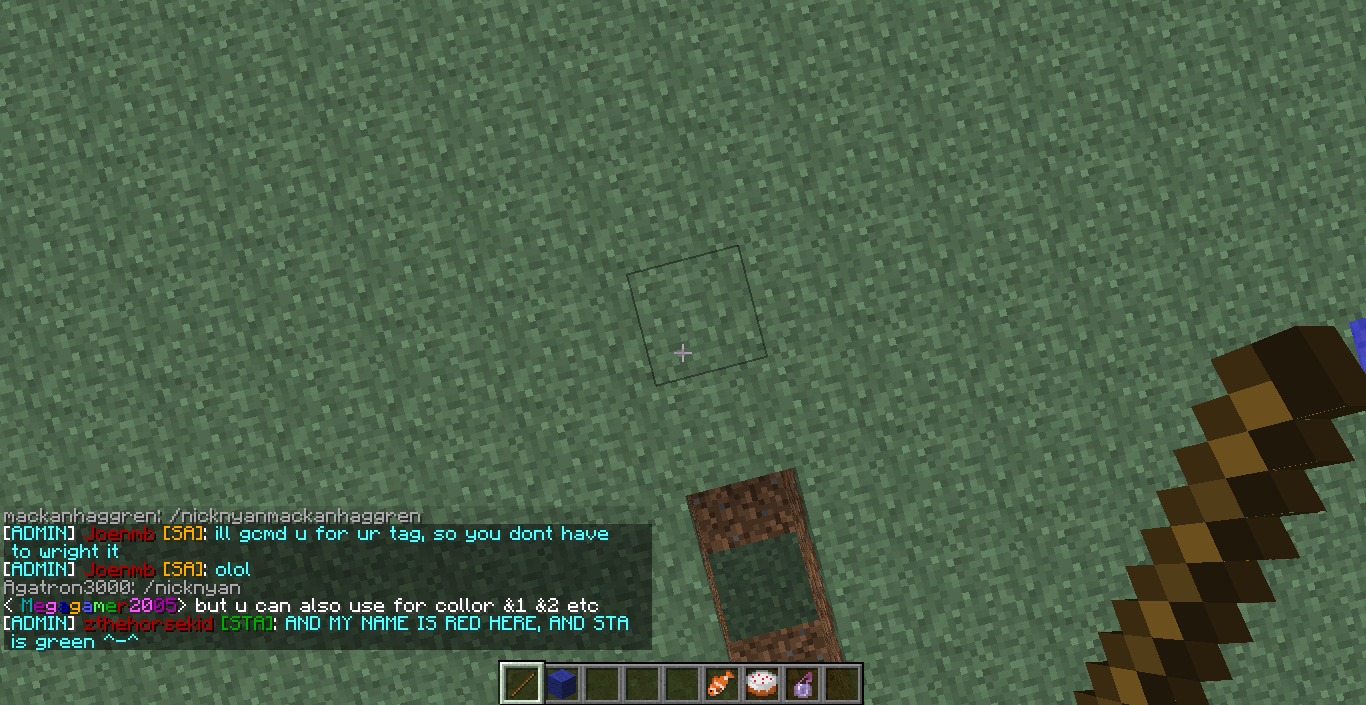 mackanhaggren: /nicknyanmackanhaggren
[ADMIN] Joenmb [SA]: ill gcmd u for ur tag, so you dont have
to wright it
[ADMIN] Joenmb [SA]: olol
Agatron3000: /nicknyan
< Megagamer2005> but u can also use for collor &1 &2 etc
[ADMIN] zthehorsekid [STA]: AND MY NAME IS RED HERE, AND STA
is green ^-^